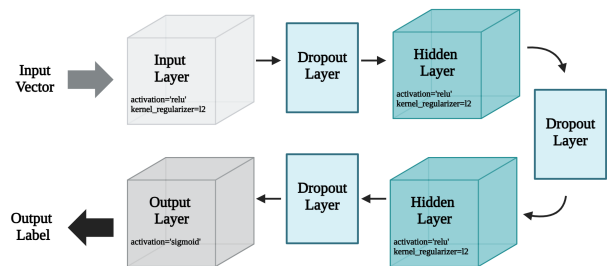 Input
Vector
Input
Layer
activation='relu'
kernel_regularizer=l2
Dropout
Layer
Hidden
Layer
activation='relu'
kernel_regularizer=l2
Dropout
Layer
Hidden
Layer
activation='relu'
kernel_regularizer=l2
Dropout
Layer
Output
Layer
activation='sigmoid'
Output
Label